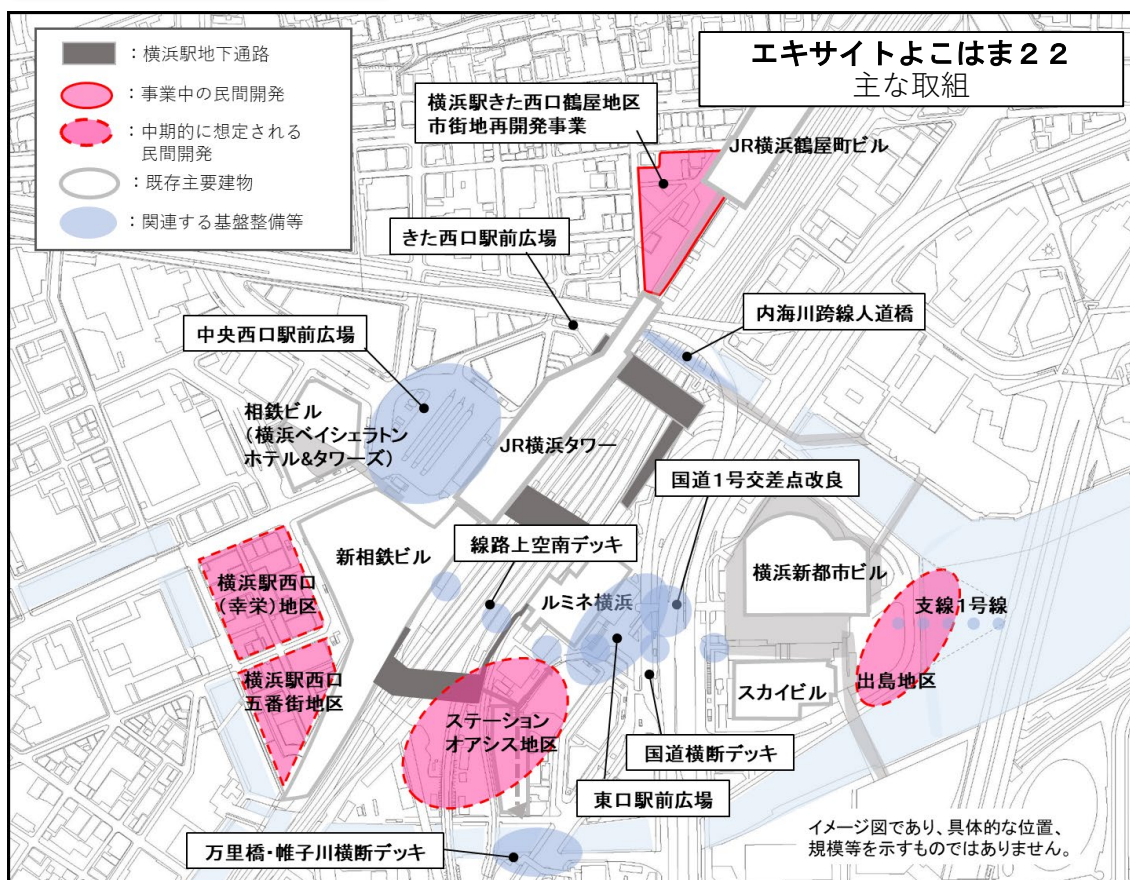 エキサイトよこはま２２
主な取組
：横浜駅地下通路
：事業中の民間開発
：中期的に想定される
民間開発
：既存主要建物
：関連する基盤整備等
横浜駅きた西口鶴屋地区
市街地再開発事業
JR横浜鶴屋町ビル
きた西口駅前広場
内海川跨線人道橋
中央西口駅前広場
相鉄ビル
（横浜ベイシェラトン
ホテル&タワーズ）
JR横浜タワー
国道1号交差点改良
線路上空南デッキ
新相鉄ビル
横浜新都市ビル
横浜駅西口
(幸栄)地区
ルミネ横浜
支線1号線
横浜駅西口
五番街地区
出島地区
スカイビル
ステーション
オアシス地区
国道横断デッキ
東口駅前広場
万里橋・帷子川横断デッキ
イメージ図であり、具体的な位置、
規模等を示すものではありません。